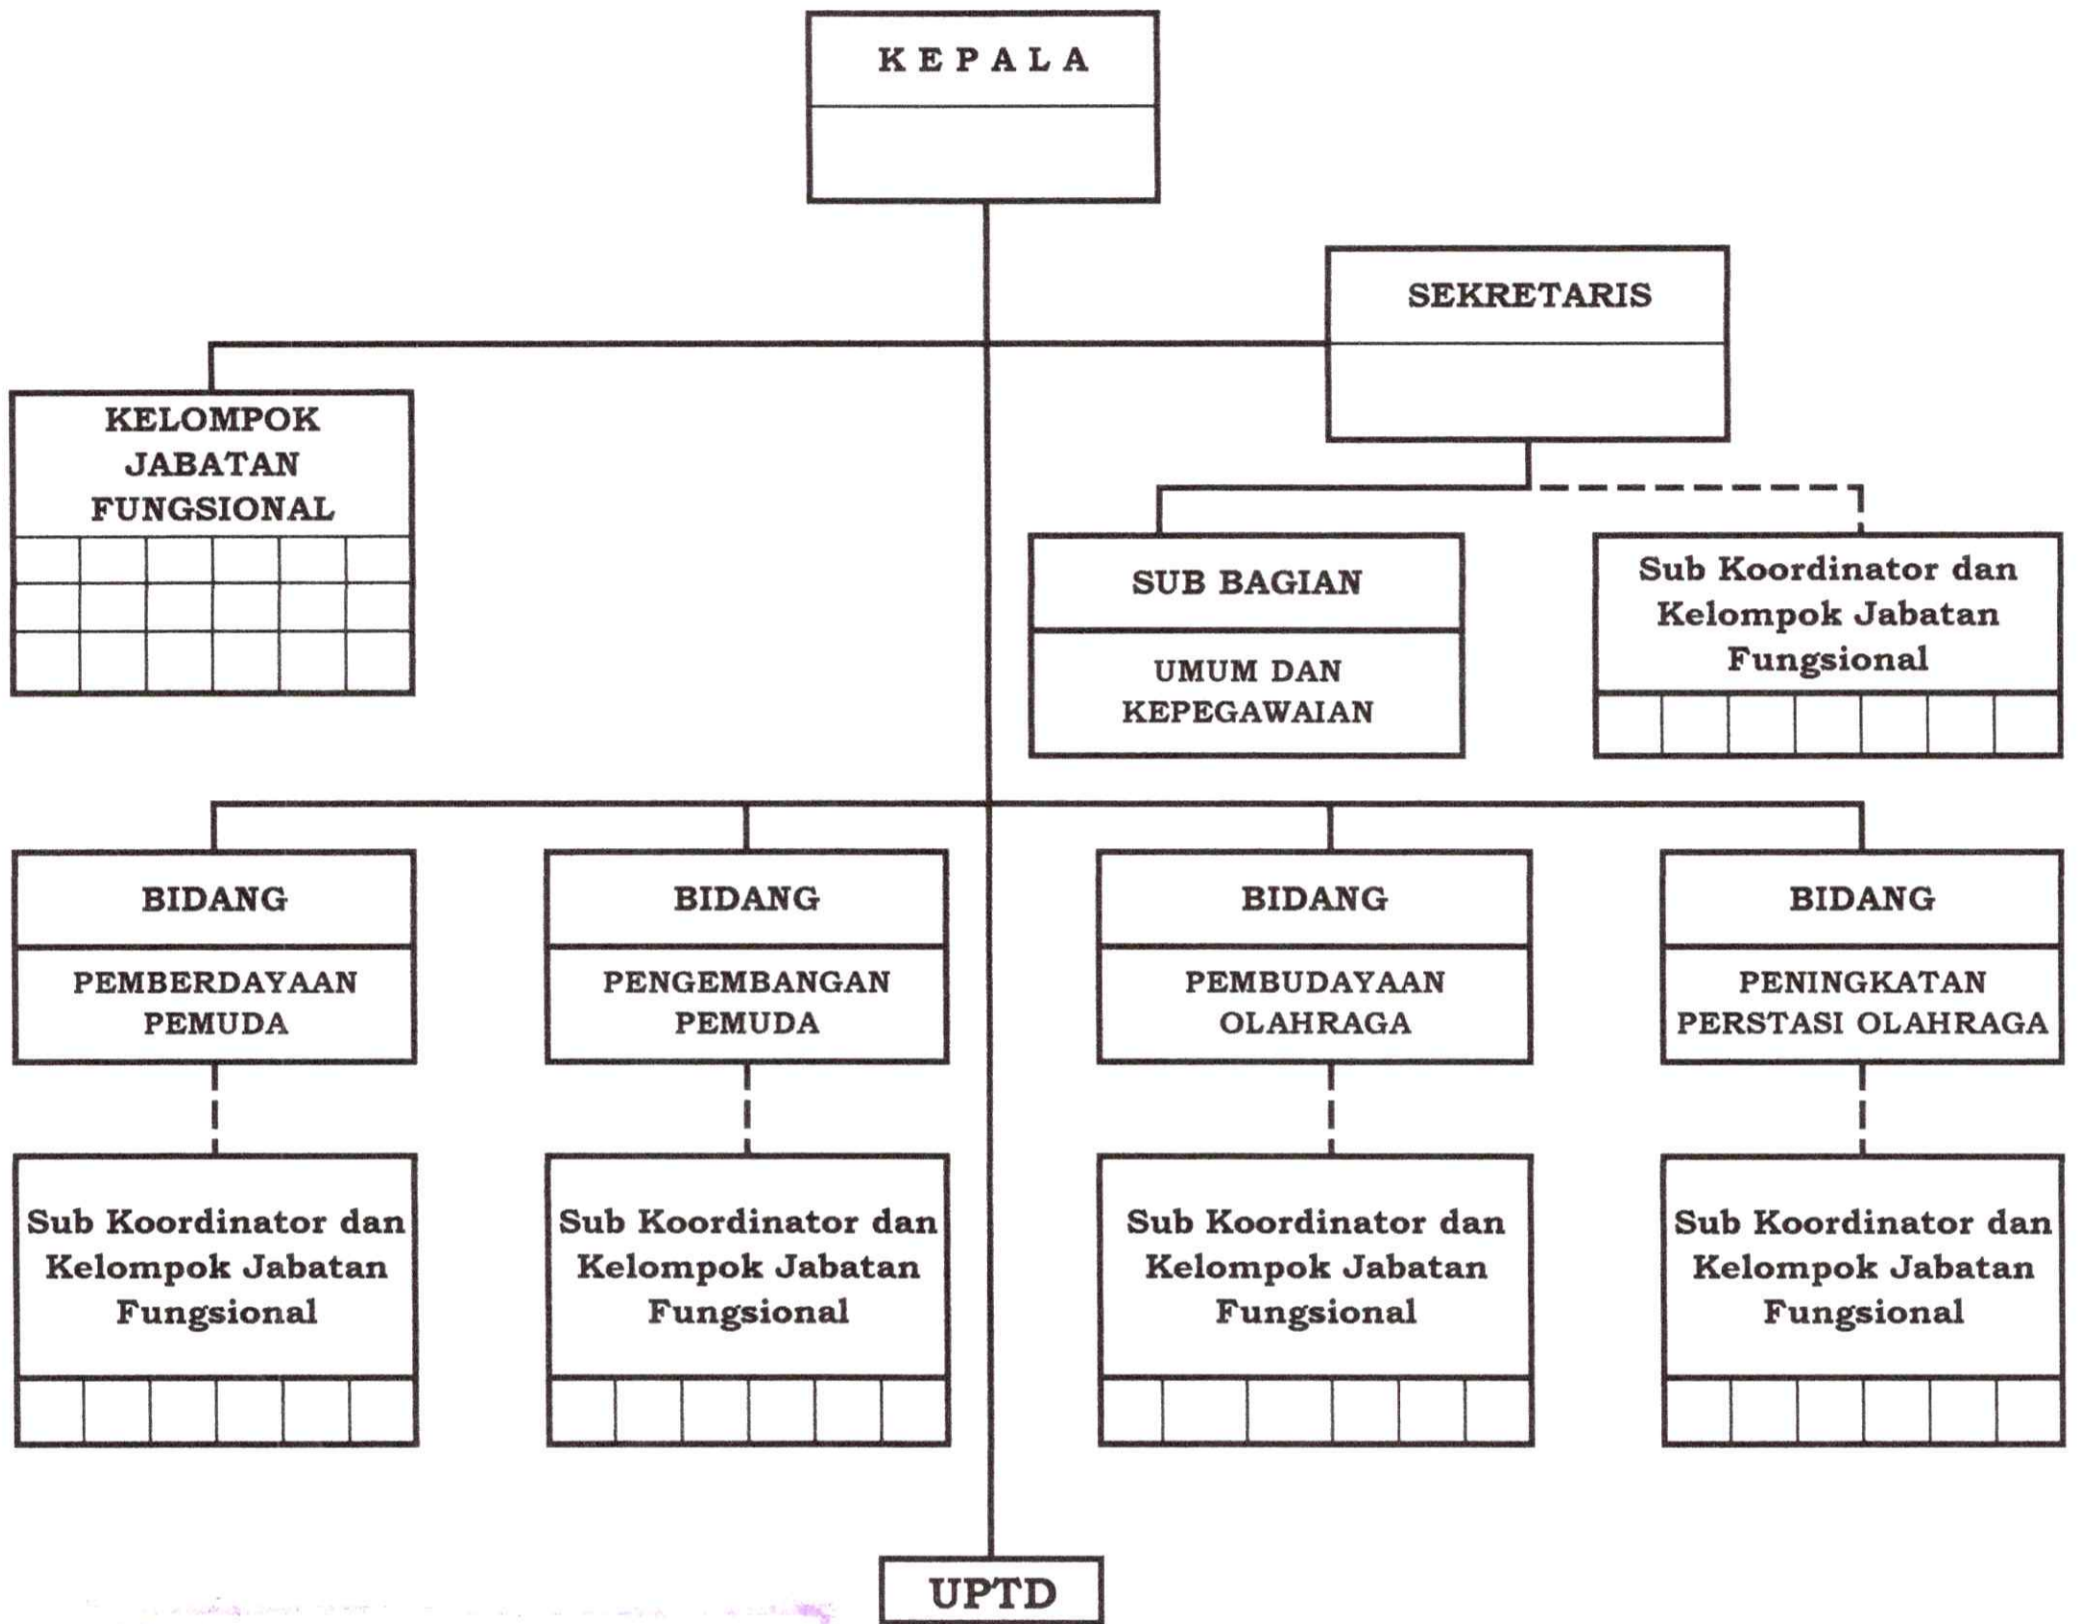 K E P A L A
SEKRETARIS
KELOMPOK
JABATAN
FUNGSIONAL
SUB BAGIAN
UMUM DAN
KEPEGAWAIAN
Sub Koordinator dan
Kelompok Jabatan
Fungsional
BIDANG
PEMBERDAYAAN
PEMUDA
BIDANG
PENGEMBANGAN
PEMUDA
BIDANG
PEMBUDAYAAN
OLAHRAGA
BIDANG
PENINGKATAN
PERSTASI OLAHRAGA
Sub Koordinator dan
Kelompok Jabatan
Fungsional
Sub Koordinator dan
Kelompok Jabatan
Fungsional
Sub Koordinator dan
Kelompok Jabatan
Fungsional
Sub Koordinator dan
Kelompok Jabatan
Fungsional
UPTD